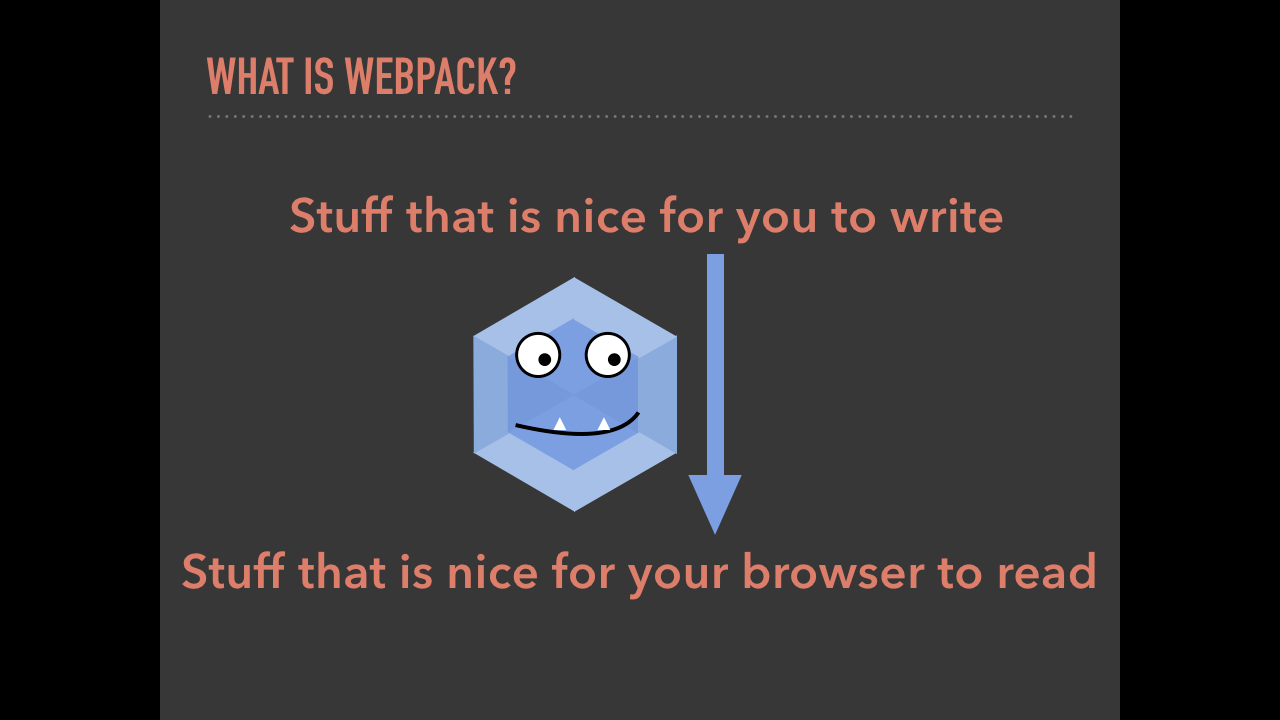 WHAT IS WEBPACK?
Stuff that is nice for you to write
Stuff that is nice for your browser to read